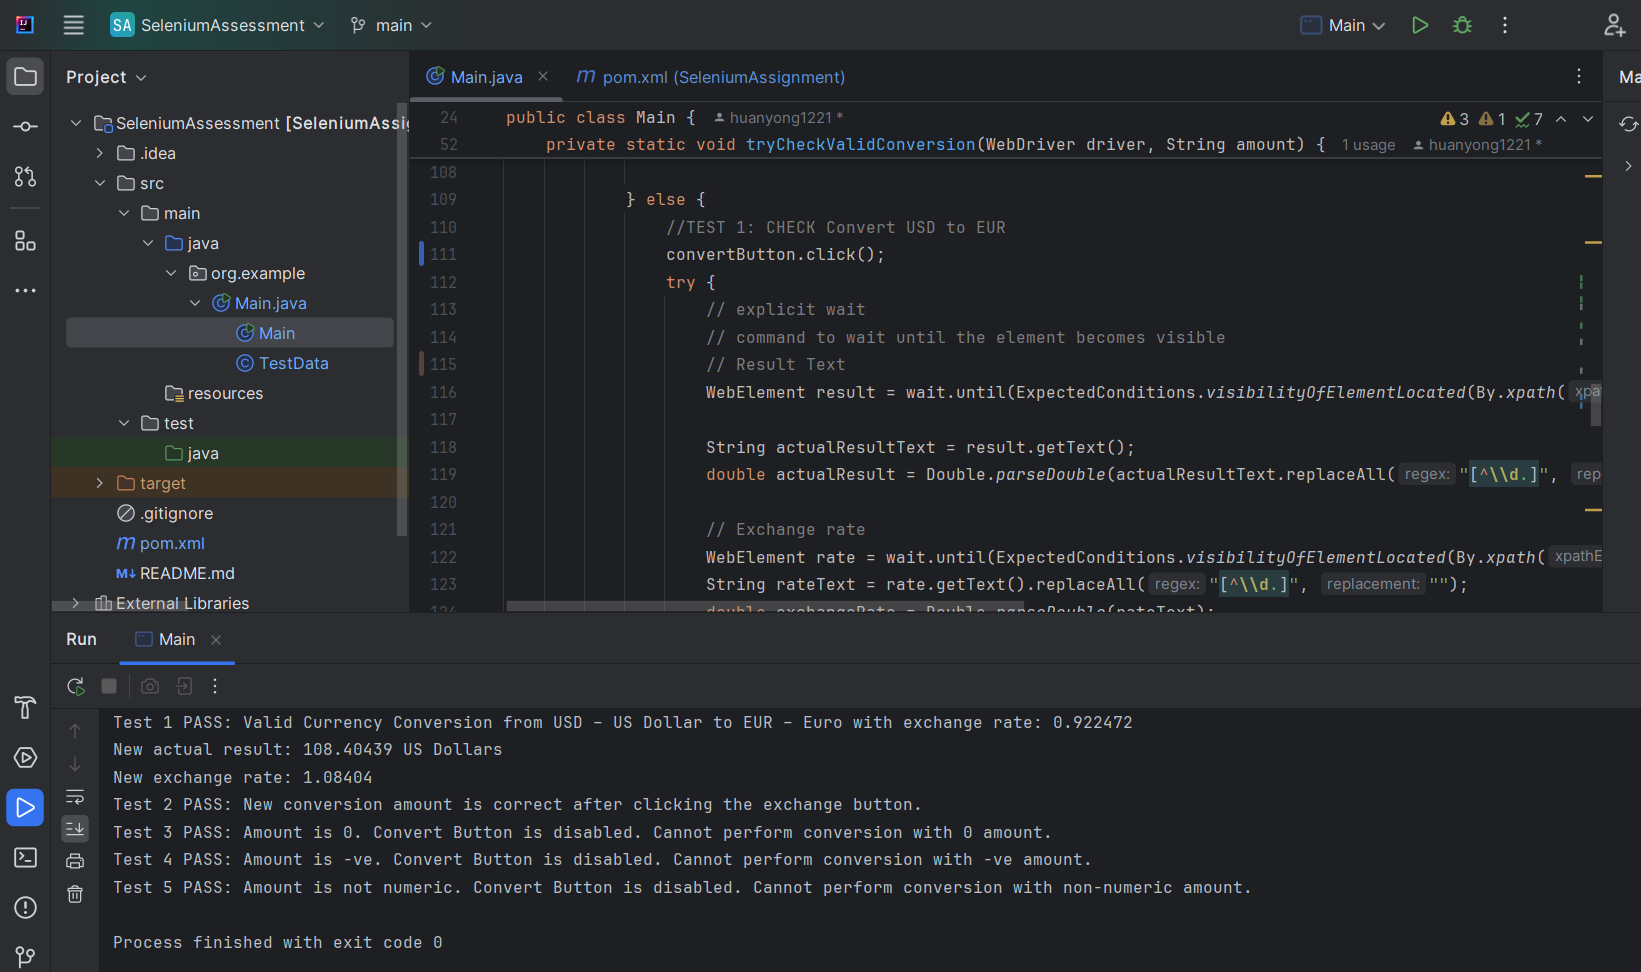 SA SeleniumAssessment main Main
Project
SeleniumAssessment [SeleniumAssig
.idea
src
main
java
org.example
Main.java
Main
TestData
resources
test
java
target
.gitignore
pom.xml
M↓ README.md
External Libraries
Main.java × pom.xml (SeleniumAssignment) Ma
24 public class Main { huanyong1221 * 3 1 7
52 private static void tryCheckValidConversion(WebDriver driver, String amount) { 1 usage huanyong1221 *
108
109 } else {
110 //TEST 1: CHECK Convert USD to EUR
111 convertButton.click();
112 try {
113 // explicit wait
114 // command to wait until the element becomes visible
115 // Result Text
116 WebElement result = wait.until(ExpectedConditions.visibilityOfElementLocated(By.xpath( xpat
117
118 String actualResultText = result.getText();
119 double actualResult = Double.parseDouble(actualResultText.replaceAll( regex: "[^\\d.]", rep
120
121 // Exchange rate
122 WebElement rate = wait.until(ExpectedConditions.visibilityOfElementLocated(By.xpath( xpathE
123 String rateText = rate.getText().replaceAll( regex: "[^\\d.]", replacement: "");
124 double exchangeRate = Double.parseDouble(rateText);
Run Main ×
Test 1 PASS: Valid Currency Conversion from USD – US Dollar to EUR – Euro with exchange rate: 0.922472
New actual result: 108.40439 US Dollars
New exchange rate: 1.08404
Test 2 PASS: New conversion amount is correct after clicking the exchange button.
Test 3 PASS: Amount is 0. Convert Button is disabled. Cannot perform conversion with 0 amount.
Test 4 PASS: Amount is -ve. Convert Button is disabled. Cannot perform conversion with -ve amount.
Test 5 PASS: Amount is not numeric. Convert Button is disabled. Cannot perform conversion with non-numeric amount.
Process finished with exit code 0